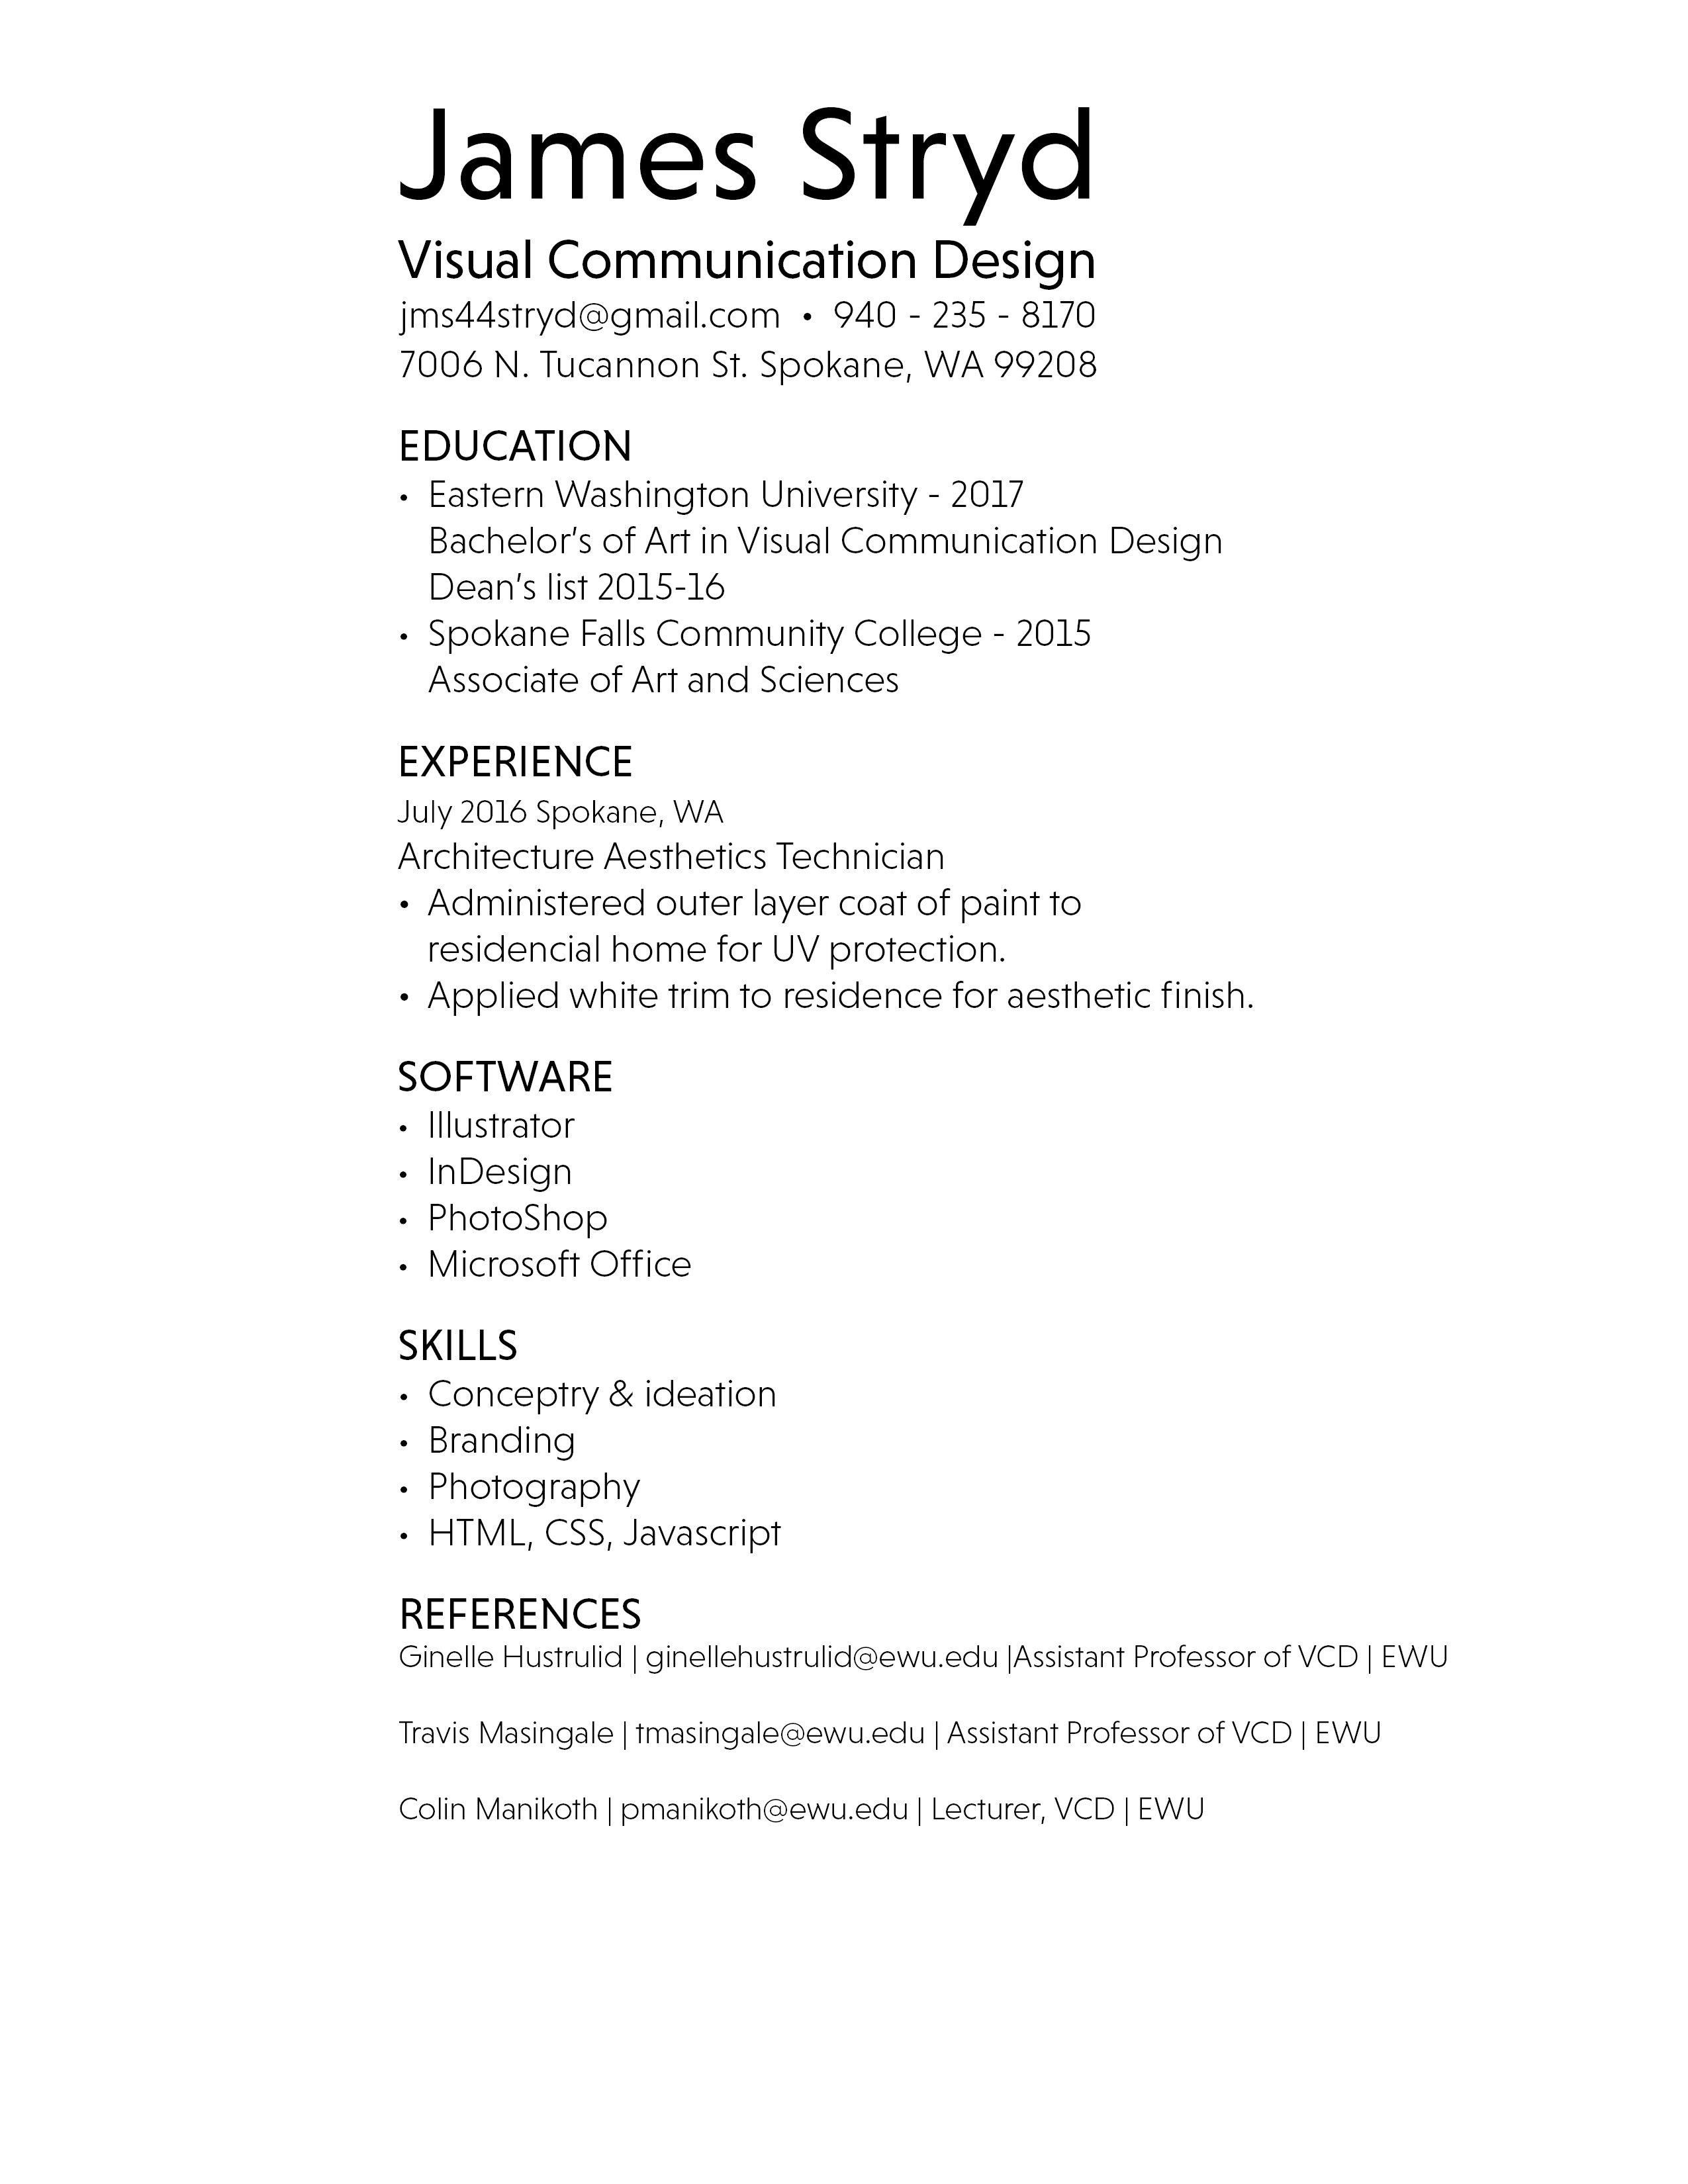 James Stryd
Visual Communication Design
jms44stryd@gmail.com • 940 - 235 - 8170
7006 N. Tucannon St. Spokane, WA 99208
EDUCATION
• Eastern Washington University - 2017
Bachelor’s of Art in Visual Communication Design
Dean’s list 2015-16
• Spokane Falls Community College - 2015
Associate of Art and Sciences
EXPERIENCE
July 2016 Spokane, WA
Architecture Aesthetics Technician
• Administered outer layer coat of paint to
residencial home for UV protection.
• Applied white trim to residence for aesthetic finish.
SOFTWARE
• Illustrator
• InDesign
• PhotoShop
• Microsoft Office
SKILLS
• Conceptry & ideation
• Branding
• Photography
• HTML, CSS, Javascript
REFERENCES
Ginelle Hustrulid | ginellehustrulid@ewu.edu |Assistant Professor of VCD | EWU
Travis Masingale | tmasingale@ewu.edu | Assistant Professor of VCD | EWU
Colin Manikoth | pmanikoth@ewu.edu | Lecturer, VCD | EWU